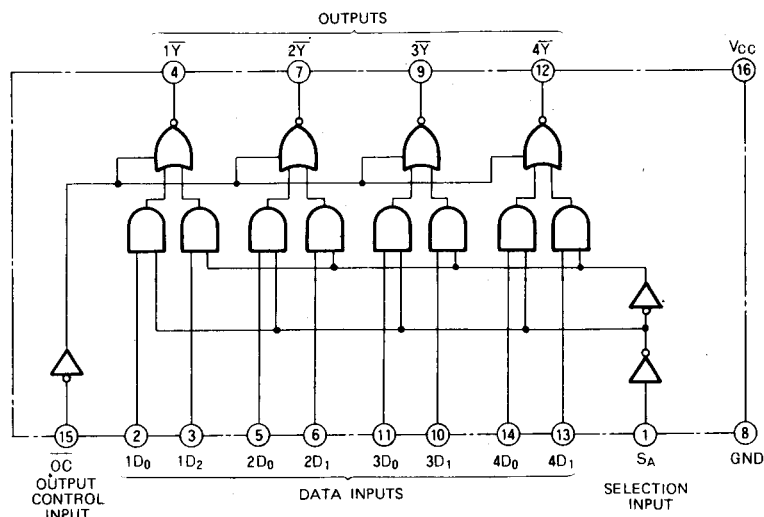 OUTPUTS
1Y̅ 2Y̅ 3Y̅ 4Y̅ VCC
4 7 9 12 16
15 2 3 5 6 11 10 14 13 1 8
O̅C̅ 1D0 1D2 2D0 2D1 3D0 3D1 4D0 4D1 SA GND
OUTPUT
CONTROL
INPUT
DATA INPUTS
SELECTION
INPUT